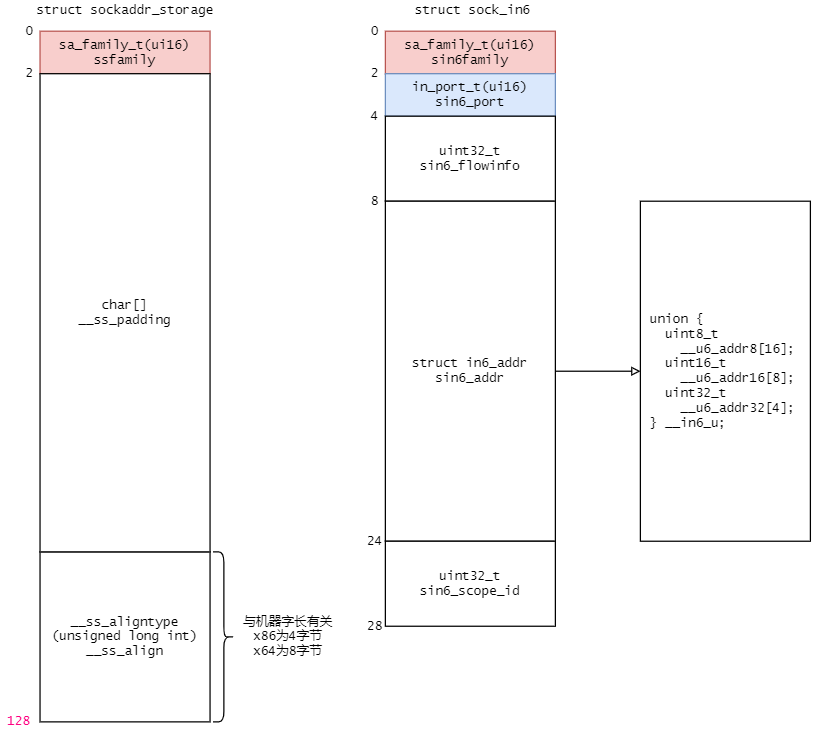 struct sockaddr_storage
0
sa_family_t(ui16)
ssfamily
2
char[]
__ss_padding
__ss_aligntype
(unsigned long int)
__ss_align
128
与机器字长有关
x86为4字节
x64为8字节
struct sock_in6
0
sa_family_t(ui16)
sin6family
2
in_port_t(ui16)
sin6_port
4
uint32_t
sin6_flowinfo
8
struct in6_addr
sin6_addr
24
uint32_t
sin6_scope_id
28
union {
uint8_t
__u6_addr8[16];
uint16_t
__u6_addr16[8];
uint32_t
__u6_addr32[4];
} __in6_u;